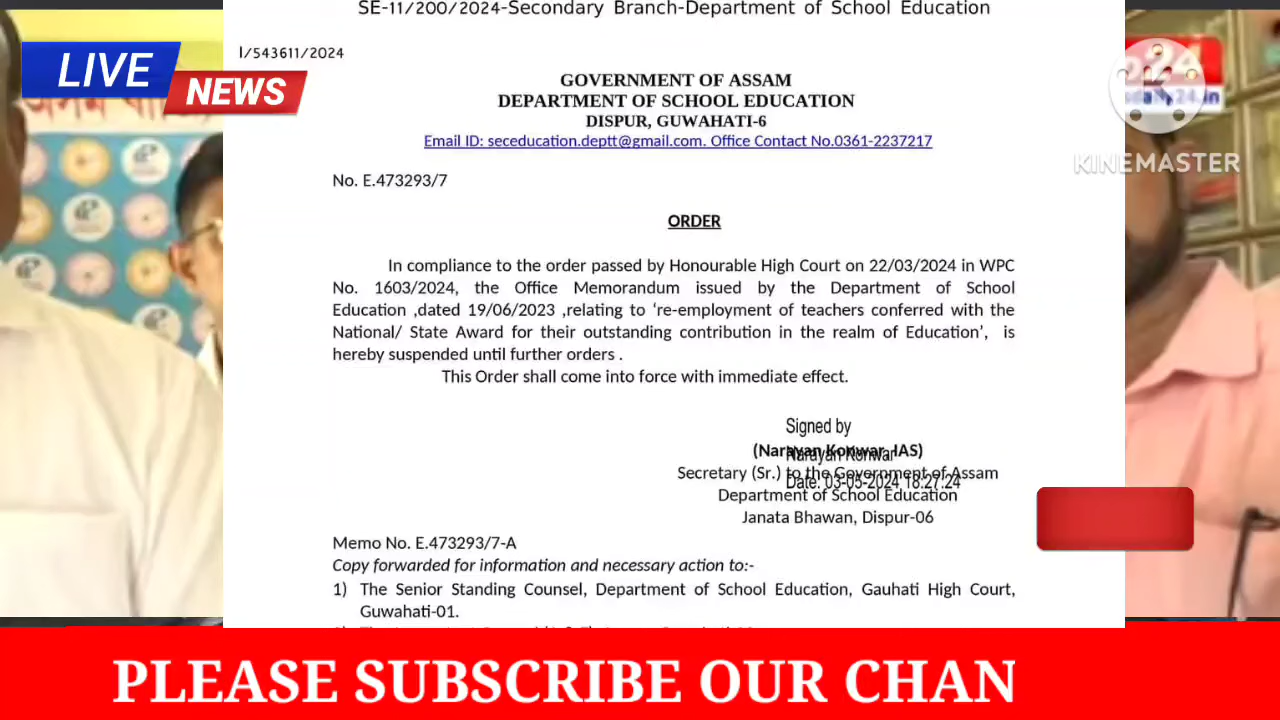 SE-11/200/2024-Secondary Branch-Department of School Education
I/543611/2024
LIVE
NEWS
GOVERNMENT OF ASSAM
DEPARTMENT OF SCHOOL EDUCATION
DISPUR, GUWAHATI-6
Email ID: seceducation.deptt@gmail.com. Office Contact No.0361-2237217
KINEMASTER
No. E.473293/7
ORDER
In compliance to the order passed by Honourable High Court on 22/03/2024 in WPC
No. 1603/2024, the Office Memorandum issued by the Department of School
Education ,dated 19/06/2023 ,relating to ‘re-employment of teachers conferred with the
National/ State Award for their outstanding contribution in the realm of Education’, is
hereby suspended until further orders .
This Order shall come into force with immediate effect.
Signed by
(Narayan Konwar, IAS)
Narayan Konwar
Secretary (Sr.) to the Government of Assam
Date: 03-05-2024 18:27:24
Department of School Education
Janata Bhawan, Dispur-06
Memo No. E.473293/7-A
Copy forwarded for information and necessary action to:-
1) The Senior Standing Counsel, Department of School Education, Gauhati High Court,
Guwahati-01.
PLEASE SUBSCRIBE OUR CHAN